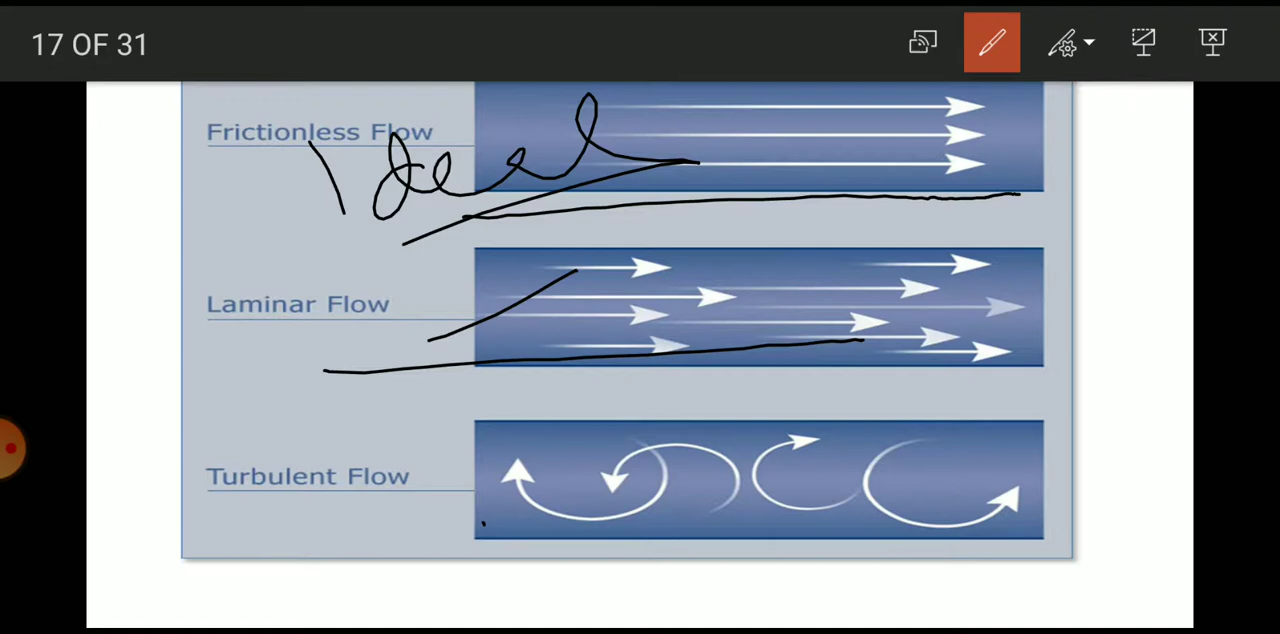 17 OF 31
Frictionless Flow
Ideal
Laminar Flow
Turbulent Flow